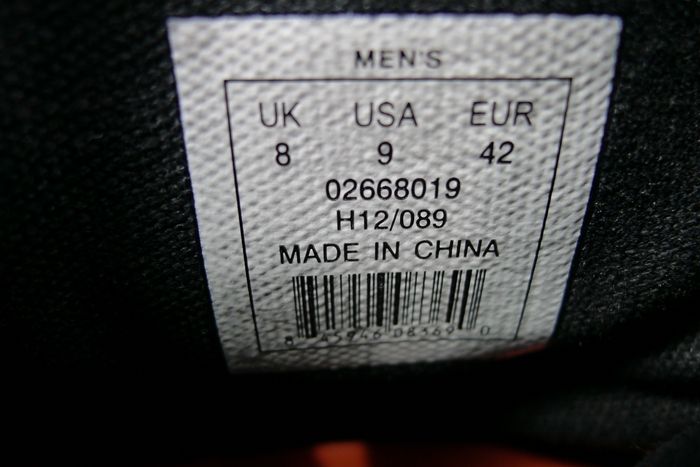 MEN'S
UK USA EUR
8 9 42
02668019
H12/089
MADE IN CHINA